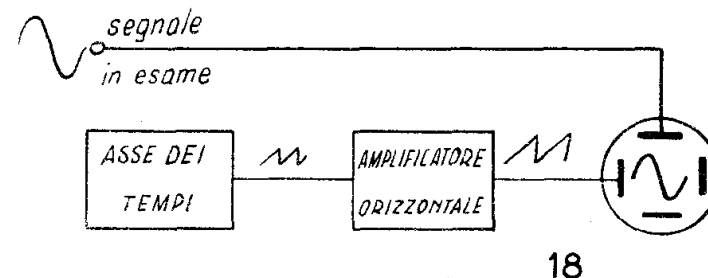 segnale
in esame
ASSE DEI
TEMPI
AMPLIFICATORE
ORIZZONTALE
18